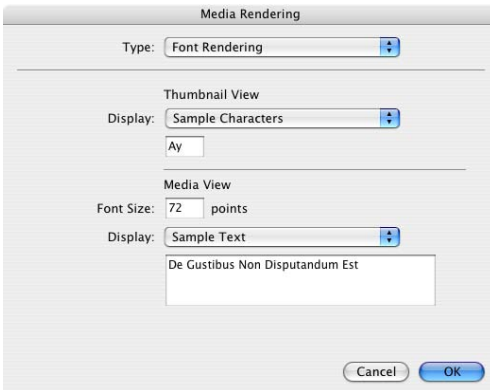 Media Rendering
Type: Font Rendering
Thumbnail View
Display: Sample Characters
Ay
Media View
Font Size: 72 points
Display: Sample Text
De Gustibus Non Disputandum Est
Cancel OK